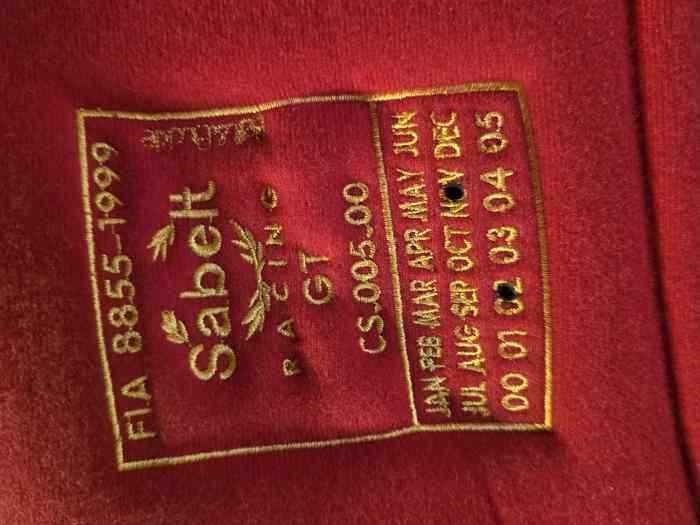 FIA 8855-1999
Sabelt
RACING
GT
CS.005.00
JAN FEB MAR APR MAY JUN
JUL AUG SEP OCT NOV DEC
00 01 02 03 04 05